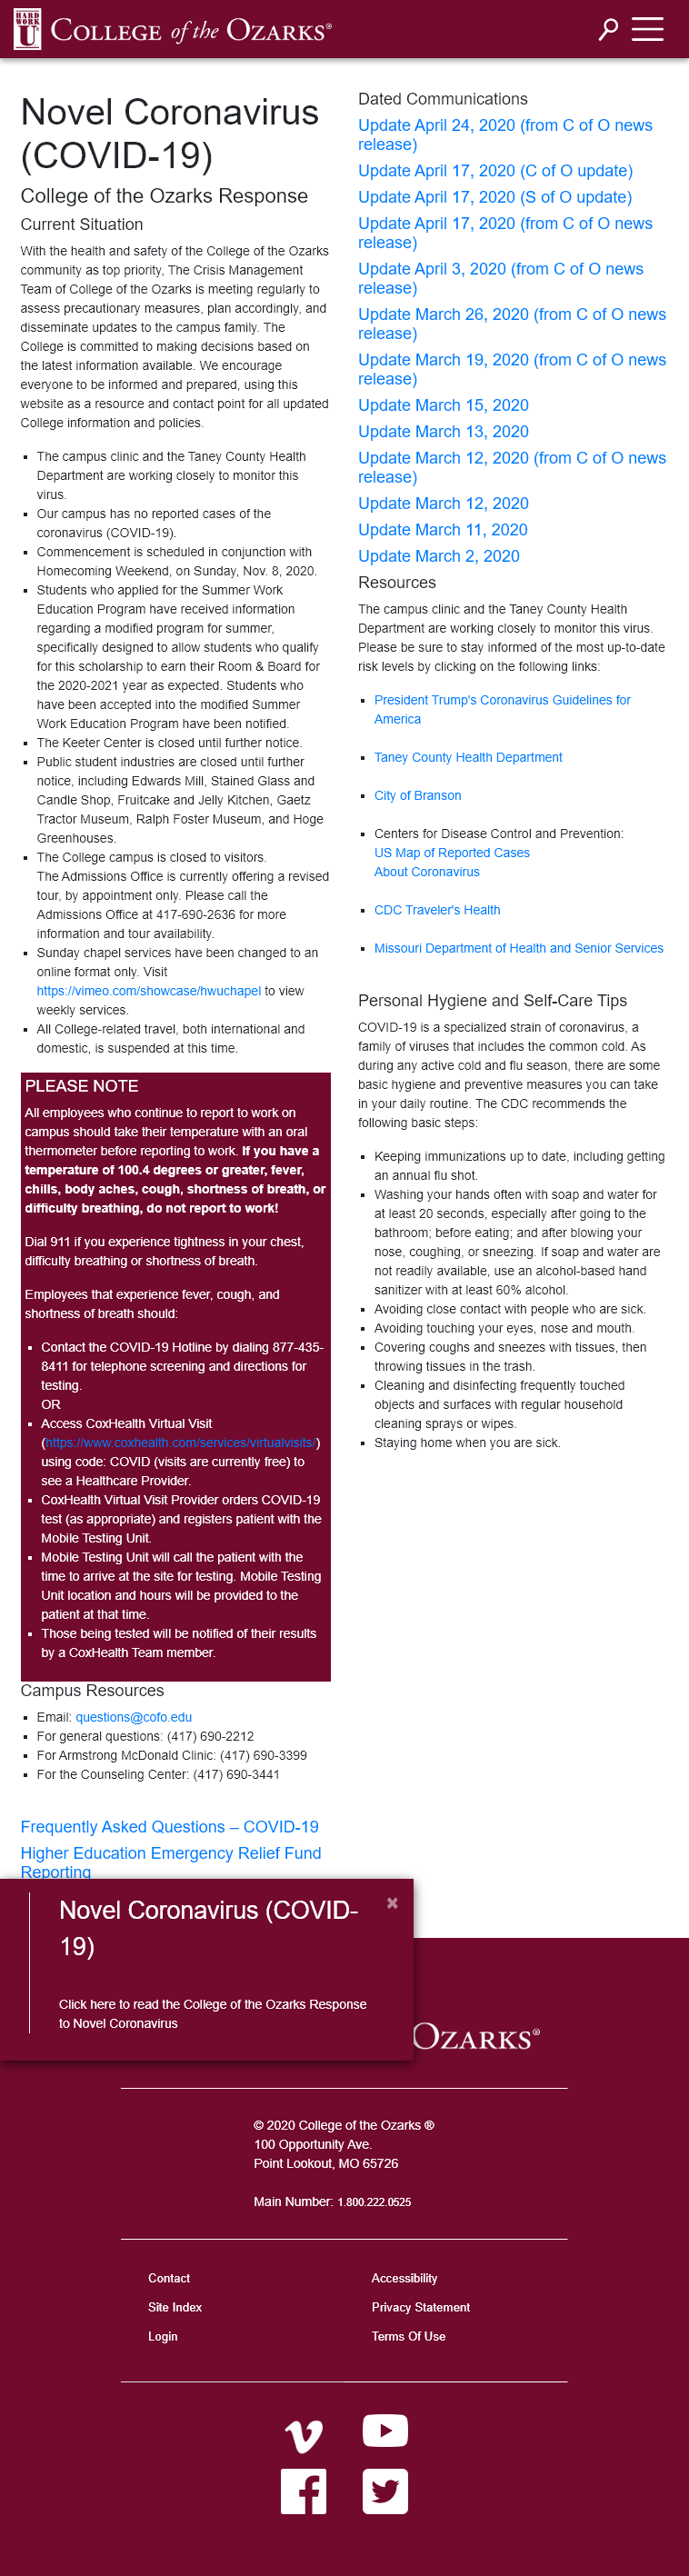 HARD
WORK
U
COLLEGE of the OZARKS®
Novel Coronavirus
(COVID-19)
College of the Ozarks Response
Current Situation
With the health and safety of the College of the Ozarks
community as top priority, The Crisis Management
Team of College of the Ozarks is meeting regularly to
assess precautionary measures, plan accordingly, and
disseminate updates to the campus family. The
College is committed to making decisions based on
the latest information available. We encourage
everyone to be informed and prepared, using this
website as a resource and contact point for all updated
College information and policies.
The campus clinic and the Taney County Health
Department are working closely to monitor this
virus.
Our campus has no reported cases of the
coronavirus (COVID-19).
Commencement is scheduled in conjunction with
Homecoming Weekend, on Sunday, Nov. 8, 2020.
Students who applied for the Summer Work
Education Program have received information
regarding a modified program for summer,
specifically designed to allow students who qualify
for this scholarship to earn their Room & Board for
the 2020-2021 year as expected. Students who
have been accepted into the modified Summer
Work Education Program have been notified.
The Keeter Center is closed until further notice.
Public student industries are closed until further
notice, including Edwards Mill, Stained Glass and
Candle Shop, Fruitcake and Jelly Kitchen, Gaetz
Tractor Museum, Ralph Foster Museum, and Hoge
Greenhouses.
The College campus is closed to visitors.
The Admissions Office is currently offering a revised
tour, by appointment only. Please call the
Admissions Office at 417-690-2636 for more
information and tour availability.
Sunday chapel services have been changed to an
online format only. Visit
https://vimeo.com/showcase/hwuchapel to view
weekly services.
All College-related travel, both international and
domestic, is suspended at this time.
PLEASE NOTE
All employees who continue to report to work on
campus should take their temperature with an oral
thermometer before reporting to work. If you have a
temperature of 100.4 degrees or greater, fever,
chills, body aches, cough, shortness of breath, or
difficulty breathing, do not report to work!
Dial 911 if you experience tightness in your chest,
difficulty breathing or shortness of breath.
Employees that experience fever, cough, and
shortness of breath should:
Contact the COVID-19 Hotline by dialing 877-435-
8411 for telephone screening and directions for
testing.
OR
Access CoxHealth Virtual Visit
(https://www.coxhealth.com/services/virtualvisits/)
using code: COVID (visits are currently free) to
see a Healthcare Provider.
CoxHealth Virtual Visit Provider orders COVID-19
test (as appropriate) and registers patient with the
Mobile Testing Unit.
Mobile Testing Unit will call the patient with the
time to arrive at the site for testing. Mobile Testing
Unit location and hours will be provided to the
patient at that time.
Those being tested will be notified of their results
by a CoxHealth Team member.
Campus Resources
Email: questions@cofo.edu
For general questions: (417) 690-2212
For Armstrong McDonald Clinic: (417) 690-3399
For the Counseling Center: (417) 690-3441
Frequently Asked Questions – COVID-19
Higher Education Emergency Relief Fund
Reporting
Dated Communications
Update April 24, 2020 (from C of O news
release)
Update April 17, 2020 (C of O update)
Update April 17, 2020 (S of O update)
Update April 17, 2020 (from C of O news
release)
Update April 3, 2020 (from C of O news
release)
Update March 26, 2020 (from C of O news
release)
Update March 19, 2020 (from C of O news
release)
Update March 15, 2020
Update March 13, 2020
Update March 12, 2020 (from C of O news
release)
Update March 12, 2020
Update March 11, 2020
Update March 2, 2020
Resources
The campus clinic and the Taney County Health
Department are working closely to monitor this virus.
Please be sure to stay informed of the most up-to-date
risk levels by clicking on the following links:
President Trump's Coronavirus Guidelines for
America
Taney County Health Department
City of Branson
Centers for Disease Control and Prevention:
US Map of Reported Cases
About Coronavirus
CDC Traveler's Health
Missouri Department of Health and Senior Services
Personal Hygiene and Self-Care Tips
COVID-19 is a specialized strain of coronavirus, a
family of viruses that includes the common cold. As
during any active cold and flu season, there are some
basic hygiene and preventive measures you can take
in your daily routine. The CDC recommends the
following basic steps:
Keeping immunizations up to date, including getting
an annual flu shot.
Washing your hands often with soap and water for
at least 20 seconds, especially after going to the
bathroom; before eating; and after blowing your
nose, coughing, or sneezing. If soap and water are
not readily available, use an alcohol-based hand
sanitizer with at least 60% alcohol.
Avoiding close contact with people who are sick.
Avoiding touching your eyes, nose and mouth.
Covering coughs and sneezes with tissues, then
throwing tissues in the trash.
Cleaning and disinfecting frequently touched
objects and surfaces with regular household
cleaning sprays or wipes.
Staying home when you are sick.
Novel Coronavirus (COVID-
19)
×
Click here to read the College of the Ozarks Response
to Novel Coronavirus
OZARKS®
© 2020 College of the Ozarks ®
100 Opportunity Ave.
Point Lookout, MO 65726
Main Number: 1.800.222.0525
Contact
Accessibility
Site Index
Privacy Statement
Login
Terms Of Use